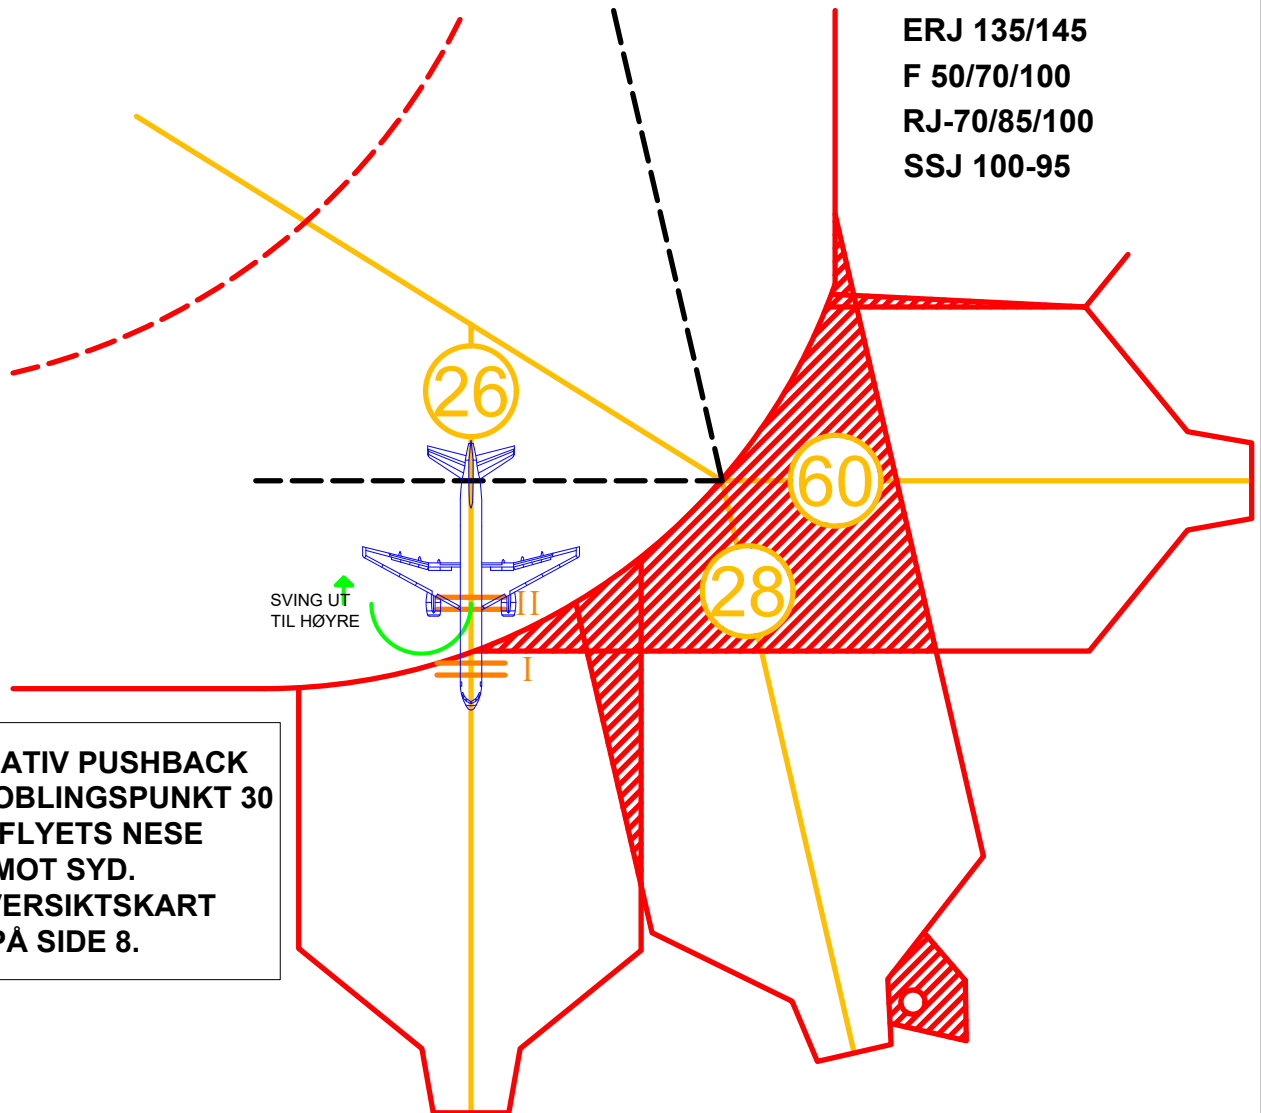 ERJ 135/145
F 50/70/100
RJ-70/85/100
SSJ 100-95
26
60
28
SVING UT
TIL HØYRE
II
I
ATIV PUSHBACK
OBLINGSPUNKT 30
FLYETS NESE
MOT SYD.
ERSIKTSKART
PÅ SIDE 8.